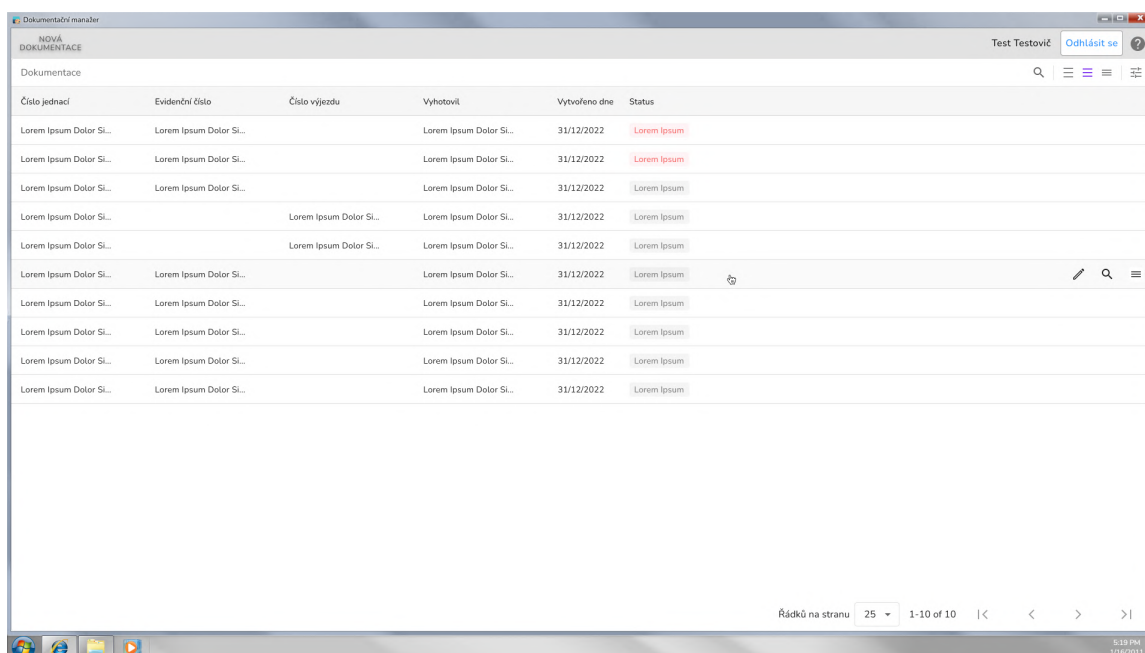 Dokumentační manažer
NOVÁ
DOKUMENTACE
Test Testovič Odhlásit se ?
Dokumentace
Číslo jednací Evidenční číslo Číslo výjezdu Vyhotovil Vytvořeno dne Status
Lorem Ipsum Dolor Si... Lorem Ipsum Dolor Si... Lorem Ipsum Dolor Si... 31/12/2022 Lorem Ipsum
Lorem Ipsum Dolor Si... Lorem Ipsum Dolor Si... Lorem Ipsum Dolor Si... 31/12/2022 Lorem Ipsum
Lorem Ipsum Dolor Si... Lorem Ipsum Dolor Si... Lorem Ipsum Dolor Si... 31/12/2022 Lorem Ipsum
Lorem Ipsum Dolor Si... Lorem Ipsum Dolor Si... Lorem Ipsum Dolor Si... 31/12/2022 Lorem Ipsum
Lorem Ipsum Dolor Si... Lorem Ipsum Dolor Si... Lorem Ipsum Dolor Si... 31/12/2022 Lorem Ipsum
Lorem Ipsum Dolor Si... Lorem Ipsum Dolor Si... Lorem Ipsum Dolor Si... 31/12/2022 Lorem Ipsum
Lorem Ipsum Dolor Si... Lorem Ipsum Dolor Si... Lorem Ipsum Dolor Si... 31/12/2022 Lorem Ipsum
Lorem Ipsum Dolor Si... Lorem Ipsum Dolor Si... Lorem Ipsum Dolor Si... 31/12/2022 Lorem Ipsum
Lorem Ipsum Dolor Si... Lorem Ipsum Dolor Si... Lorem Ipsum Dolor Si... 31/12/2022 Lorem Ipsum
Lorem Ipsum Dolor Si... Lorem Ipsum Dolor Si... Lorem Ipsum Dolor Si... 31/12/2022 Lorem Ipsum
Řádků na stranu 25 1-10 of 10
5:19 PM
1/16/2011